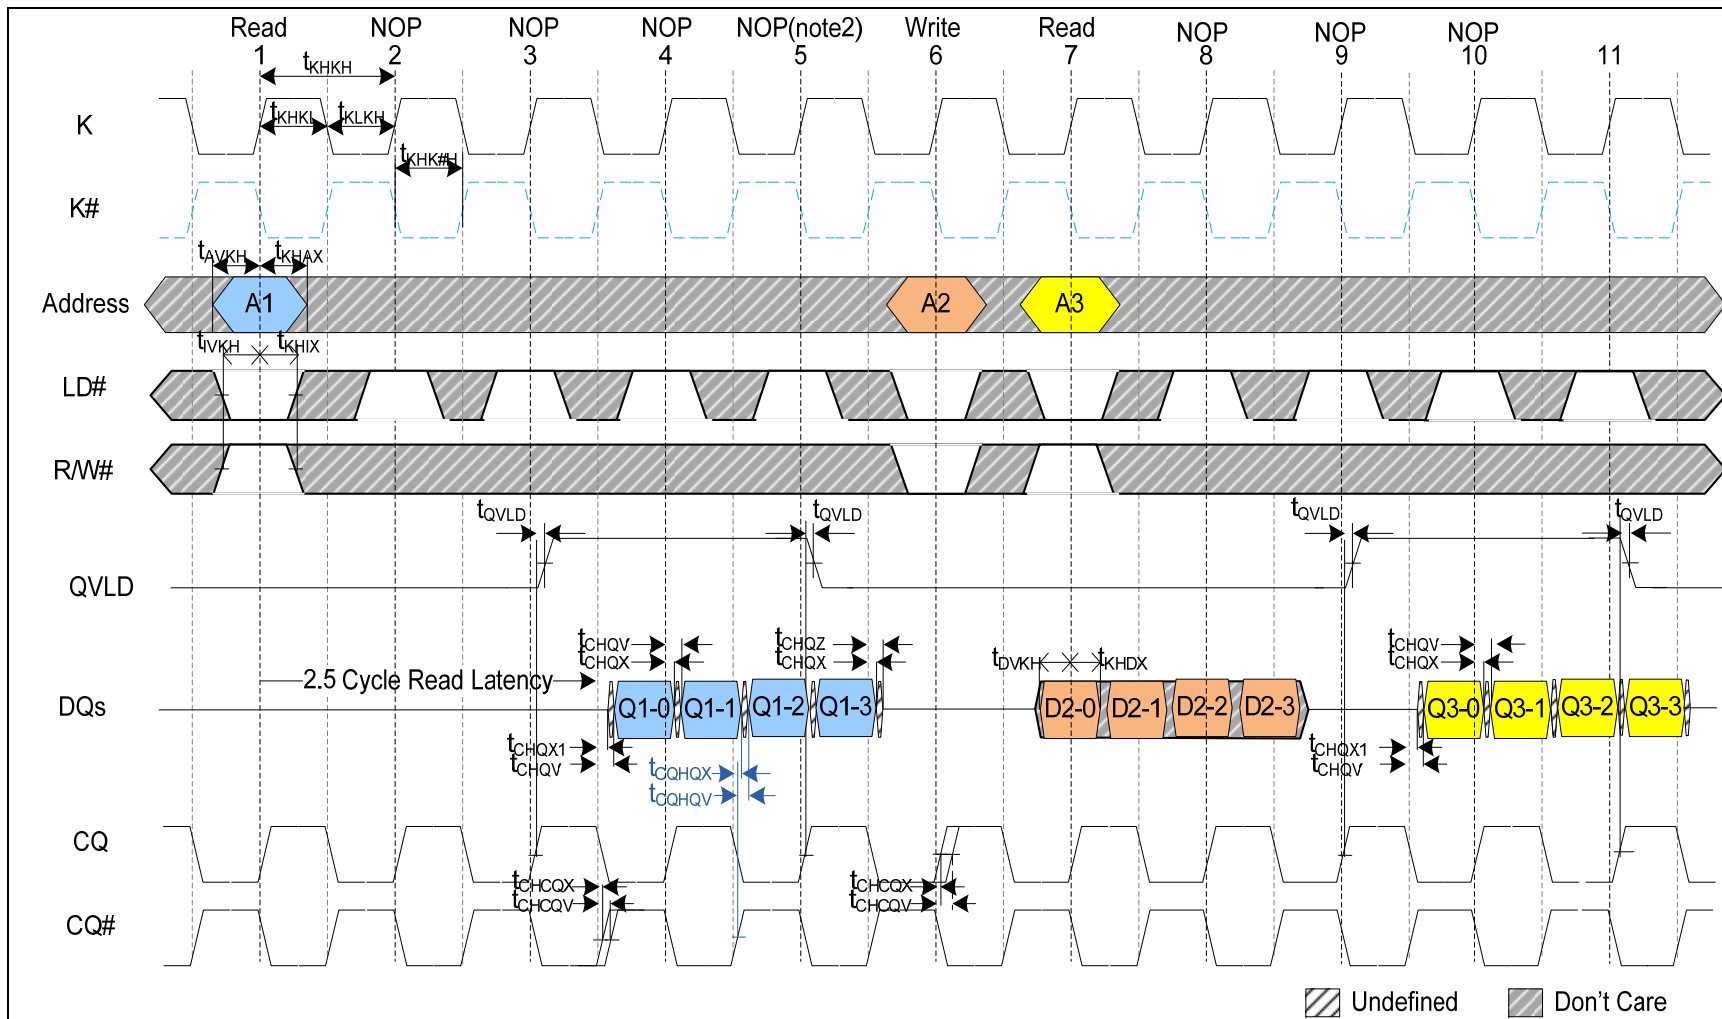 Read NOP NOP NOP NOP(note2) Write Read NOP NOP NOP
1 2 3 4 5 6 7 8 9 10 11
tKHKH
K
tKHKL tKLKH
tKHK#H
K#
tAVKH tKHAX
Address A1 A2 A3
tIVKH tKHIX
LD#
R/W#
tQVLD tQVLD tQVLD tQVLD
QVLD
tCHQV tCHQZ tCHQV
tCHQX tCHQX tDVKH tKHDX tCHQX
2.5 Cycle Read Latency
DQs Q1-0 Q1-1 Q1-2 Q1-3 D2-0 D2-1 D2-2 D2-3 Q3-0 Q3-1 Q3-2 Q3-3
tCHQX1 tCHQX1
tCHQV tCHQV
tCQHQX
tCQHQV
CQ
tCHCQX tCHCQX
tCHCQV tCHCQV
CQ#
Undefined Don't Care